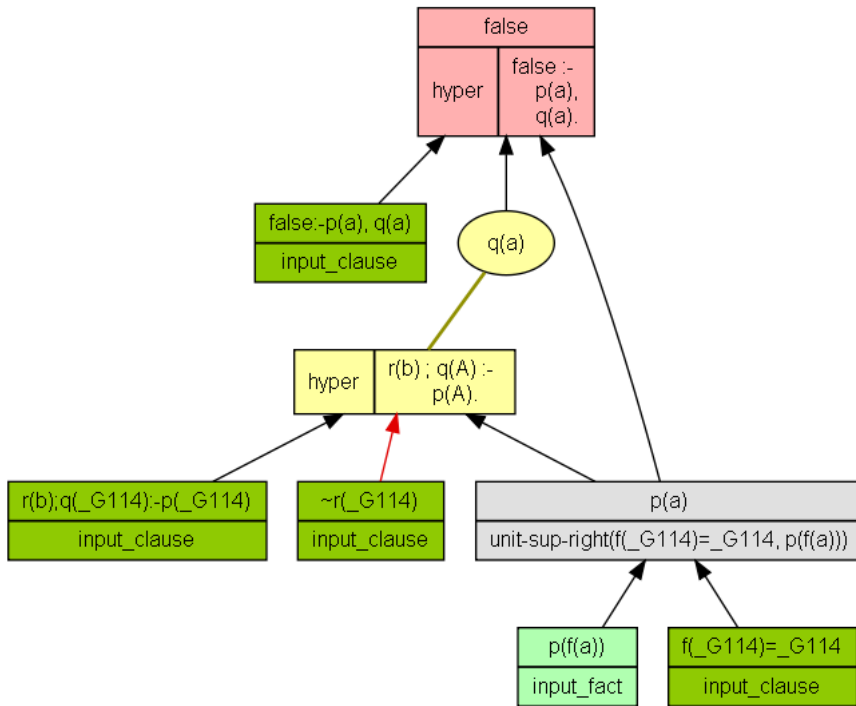 false
hyper
false :-
p(a),
q(a).
false:-p(a), q(a)
input_clause
q(a)
hyper
r(b) ; q(A) :-
p(A).
r(b);q(_G114):-p(_G114)
input_clause
~r(_G114)
input_clause
p(a)
unit-sup-right(f(_G114)=_G114, p(f(a)))
p(f(a))
input_fact
f(_G114)=_G114
input_clause